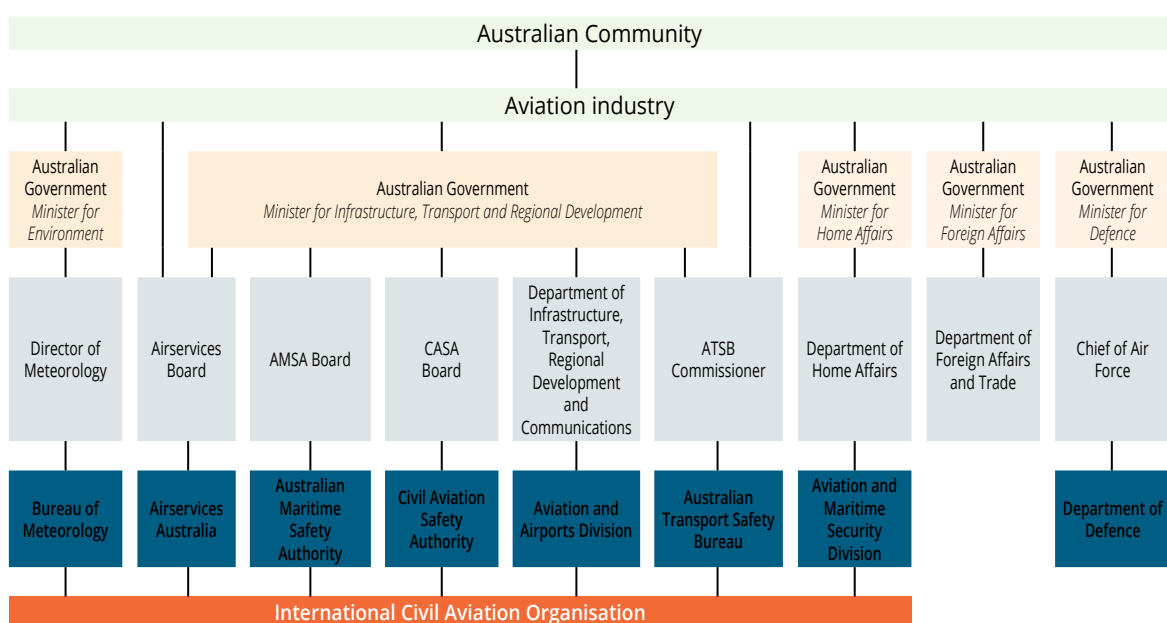 Australian Community
Aviation industry
Australian
Government
Minister for
Environment
Australian Government
Minister for Infrastructure, Transport and Regional Development
Australian
Government
Minister for
Home Affairs
Australian
Government
Minister for
Foreign Affairs
Australian
Government
Minister for
Defence
Director of
Meteorology
Airservices
Board
AMSA Board
CASA
Board
Department of
Infrastructure,
Transport,
Regional
Development
and
Communications
ATSB
Commissioner
Department of
Home Affairs
Department of
Foreign Affairs
and Trade
Chief of Air
Force
Bureau of
Meteorology
Airservices
Australia
Australian
Maritime
Safety
Authority
Civil Aviation
Safety
Authority
Aviation and
Airports Division
Australian
Transport Safety
Bureau
Aviation and
Maritime
Security
Division
Department of
Defence
International Civil Aviation Organisation